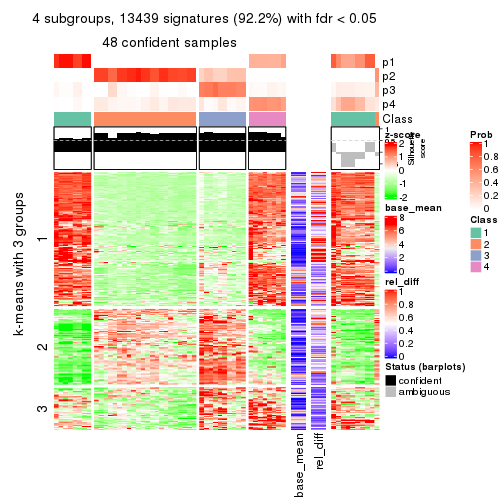 4 subgroups, 13439 signatures (92.2%) with fdr < 0.05
48 confident samples
p1
p2
p3
p4
Class
1
Silhouette
score
k-means with 3 groups
1
2
3
base_mean
rel_diff
z-score
2
1
0
-1
-2
base_mean
8
6
4
2
0
rel_diff
1
0.8
0.6
0.4
0.2
0
Status (barplots)
confident
ambiguous
Prob
1
0.8
0.6
0.4
0.2
0
Class
1
2
3
4